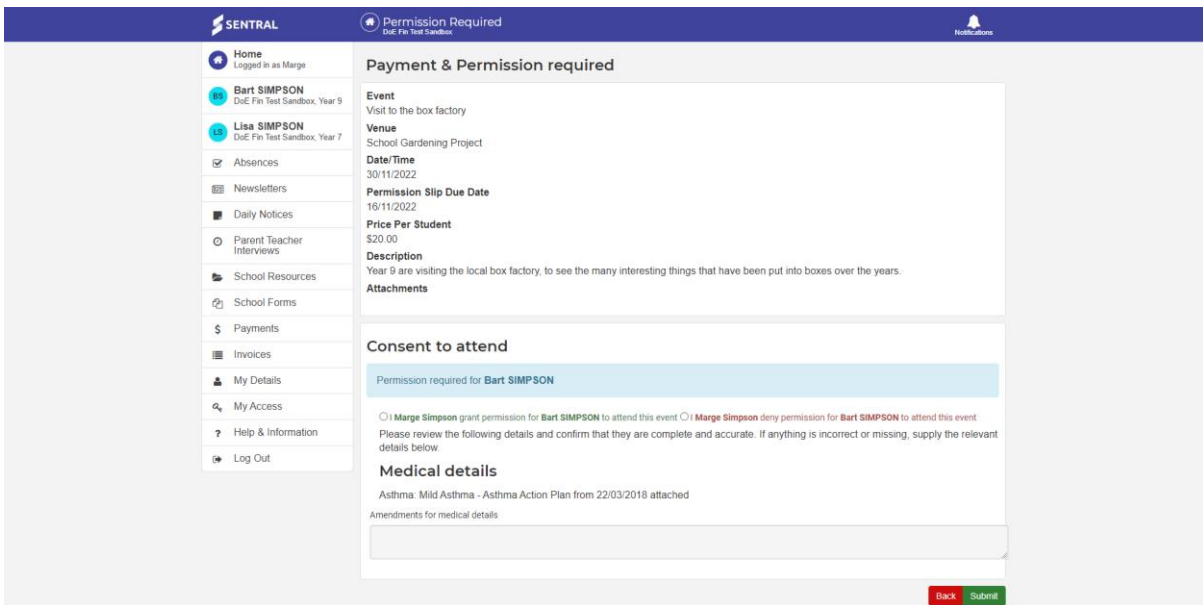 SENTRAL
Permission Required
DoE Fin Test Sandbox
Notifications
Home
Logged in as Marge
BS
Bart SIMPSON
DoE Fin Test Sandbox, Year 9
LS
Lisa SIMPSON
DoE Fin Test Sandbox, Year 7
Absences
Newsletters
Daily Notices
Parent Teacher
Interviews
School Resources
School Forms
$ Payments
Invoices
My Details
My Access
? Help & Information
Log Out
Payment & Permission required
Event
Visit to the box factory
Venue
School Gardening Project
Date/Time
30/11/2022
Permission Slip Due Date
16/11/2022
Price Per Student
$20.00
Description
Year 9 are visiting the local box factory, to see the many interesting things that have been put into boxes over the years.
Attachments
Consent to attend
Permission required for Bart SIMPSON
I Marge Simpson grant permission for Bart SIMPSON to attend this event I Marge Simpson deny permission for Bart SIMPSON to attend this event
Please review the following details and confirm that they are complete and accurate. If anything is incorrect or missing, supply the relevant
details below.
Medical details
Asthma: Mild Asthma - Asthma Action Plan from 22/03/2018 attached
Amendments for medical details
Back Submit